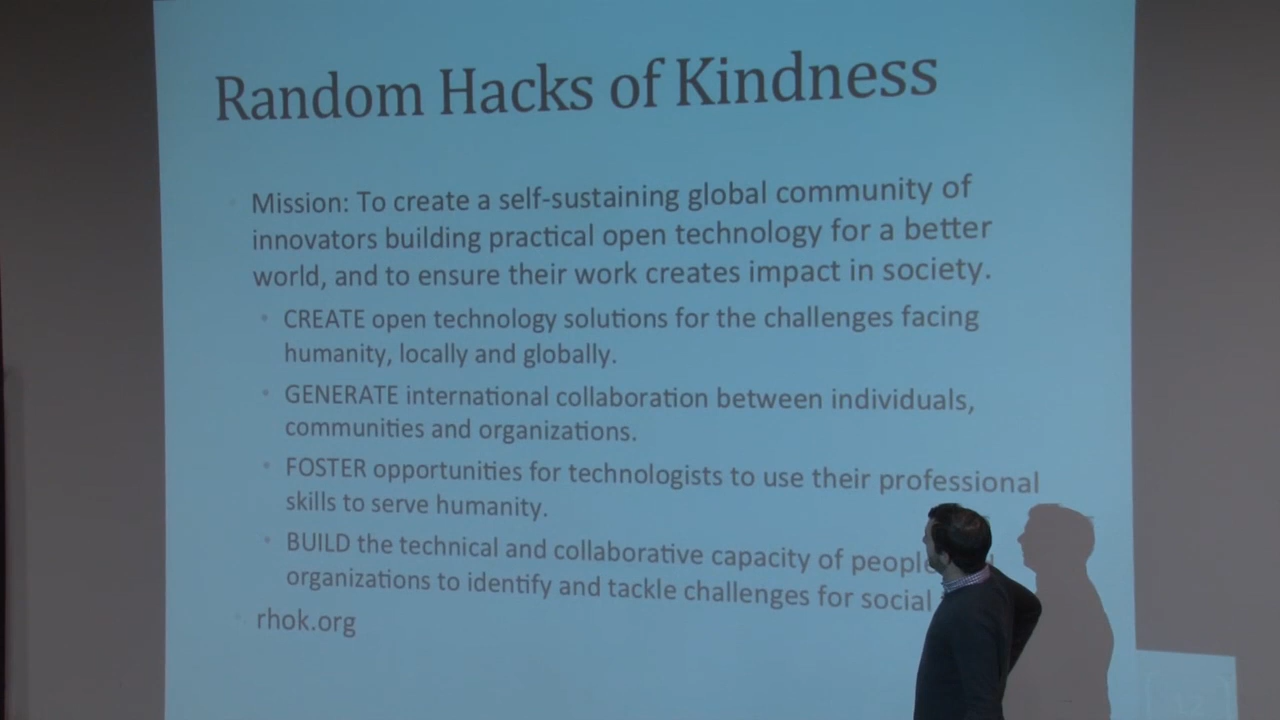 Random Hacks of Kindness
Mission: To create a self-sustaining global community of
innovators building practical open technology for a better
world, and to ensure their work creates impact in society.
CREATE open technology solutions for the challenges facing
humanity, locally and globally.
GENERATE international collaboration between individuals,
communities and organizations.
FOSTER opportunities for technologists to use their professional
skills to serve humanity.
BUILD the technical and collaborative capacity of people
organizations to identify and tackle challenges for social
rhok.org